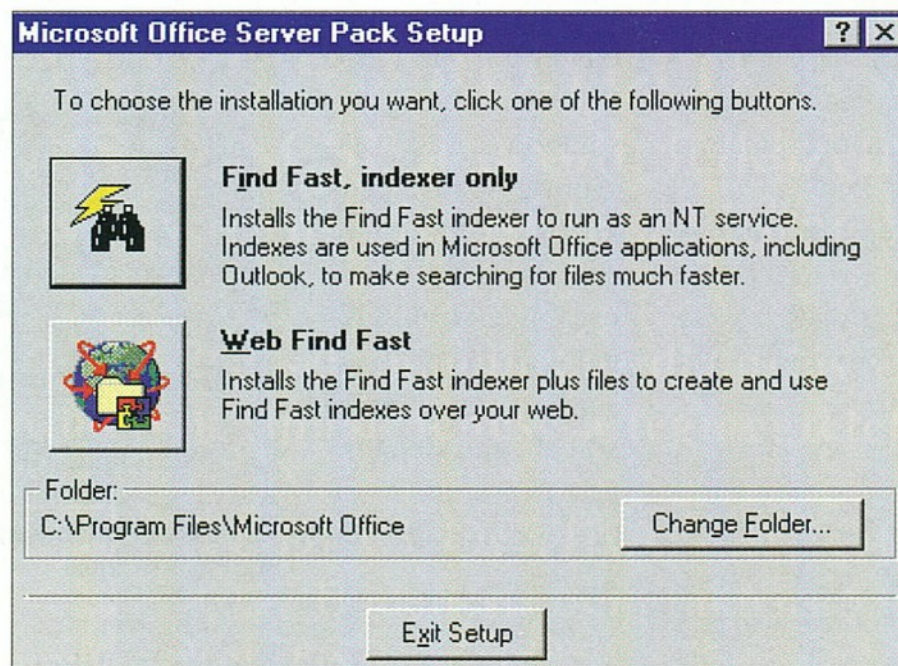 Microsoft Office Server Pack Setup
To choose the installation you want, click one of the following buttons.
Find Fast, indexer only
Installs the Find Fast indexer to run as an NT service.
Indexes are used in Microsoft Office applications, including
Outlook, to make searching for files much faster.
Web Find Fast
Installs the Find Fast indexer plus files to create and use
Find Fast indexes over your web.
Folder:
C:\Program Files\Microsoft Office
Change Folder...
Exit Setup